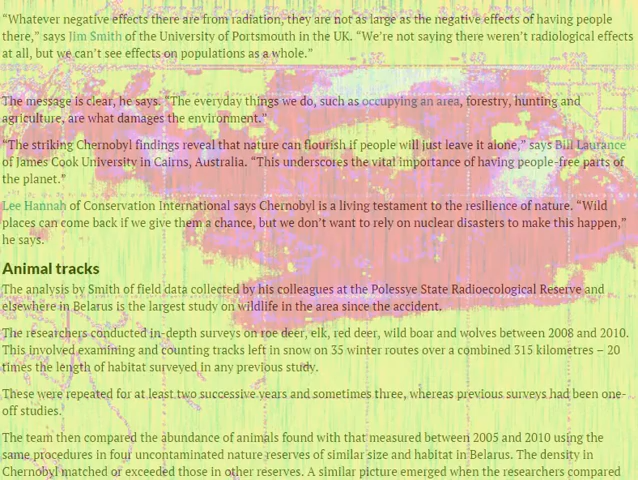 “Whatever negative effects there are from radiation, they are not as large as the negative effects of having people
there,” says Jim Smith of the University of Portsmouth in the UK. “We’re not saying there weren’t radiological effects
at all, but we can’t see effects on populations as a whole.”
The message is clear, he says. “The everyday things we do, such as occupying an area, forestry, hunting and
agriculture, are what damages the environment.”
“The striking Chernobyl findings reveal that nature can flourish if people will just leave it alone,” says Bill Laurance
of James Cook University in Cairns, Australia. “This underscores the vital importance of having people-free parts of
the planet.”
Lee Hannah of Conservation International says Chernobyl is a living testament to the resilience of nature. “Wild
places can come back if we give them a chance, but we don’t want to rely on nuclear disasters to make this happen,”
he says.
Animal tracks
The analysis by Smith of field data collected by his colleagues at the Polessye State Radioecological Reserve and
elsewhere in Belarus is the largest study on wildlife in the area since the accident.
The researchers conducted in-depth surveys on roe deer, elk, red deer, wild boar and wolves between 2008 and 2010.
This involved examining and counting tracks left in snow on 35 winter routes over a combined 315 kilometres – 20
times the length of habitat surveyed in any previous study.
These were repeated for at least two successive years and sometimes three, whereas previous surveys had been one-
off studies.
The team then compared the abundance of animals found with that measured between 2005 and 2010 using the
same procedures in four uncontaminated nature reserves of similar size and habitat in Belarus. The density in
Chernobyl matched or exceeded those in other reserves. A similar picture emerged when the researchers compared